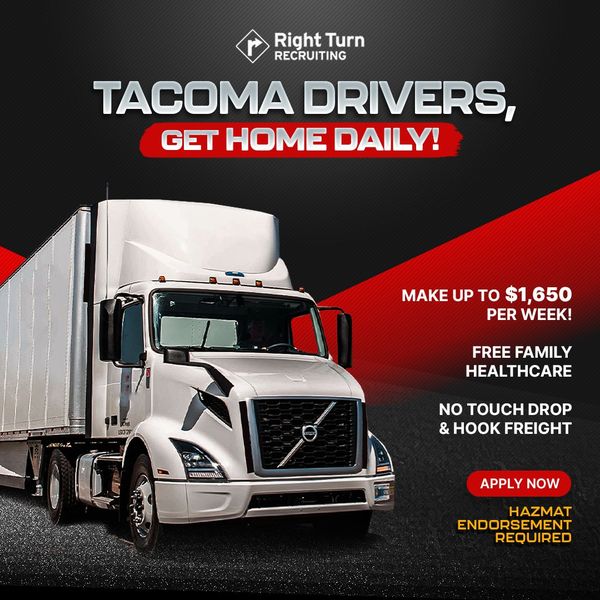 Right Turn
RECRUITING
TACOMA DRIVERS,
GET HOME DAILY!
MAKE UP TO $1,650
PER WEEK!
FREE FAMILY
HEALTHCARE
NO TOUCH DROP
& HOOK FREIGHT
APPLY NOW
HAZMAT
ENDORSEMENT
REQUIRED